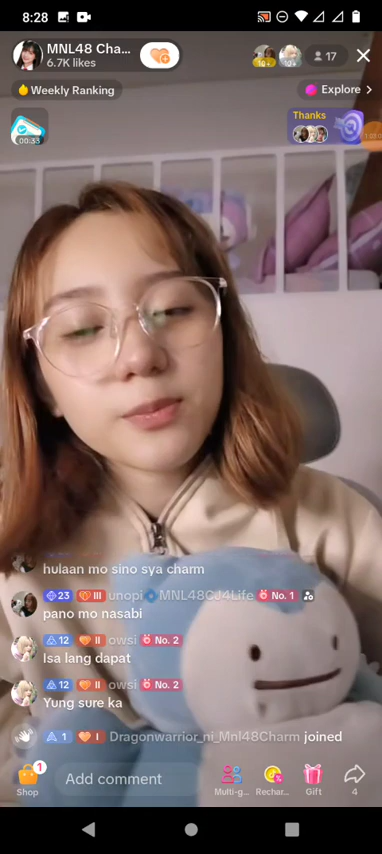 8:28
MNL48 Cha...
6.7K likes
10+
10+
17
Weekly Ranking
Explore
00:33
Thanks
hulaan mo sino sya charm
23 III unopi MNL48CJ4Life No. 1
pano mo nasabi
12 II owsi No. 2
Isa lang dapat
12 II owsi No. 2
Yung sure ka
1 I Dragonwarrior_ni_Mnl48Charm joined
1
Add comment
Shop
Multi-g...
Rechar...
Gift
4